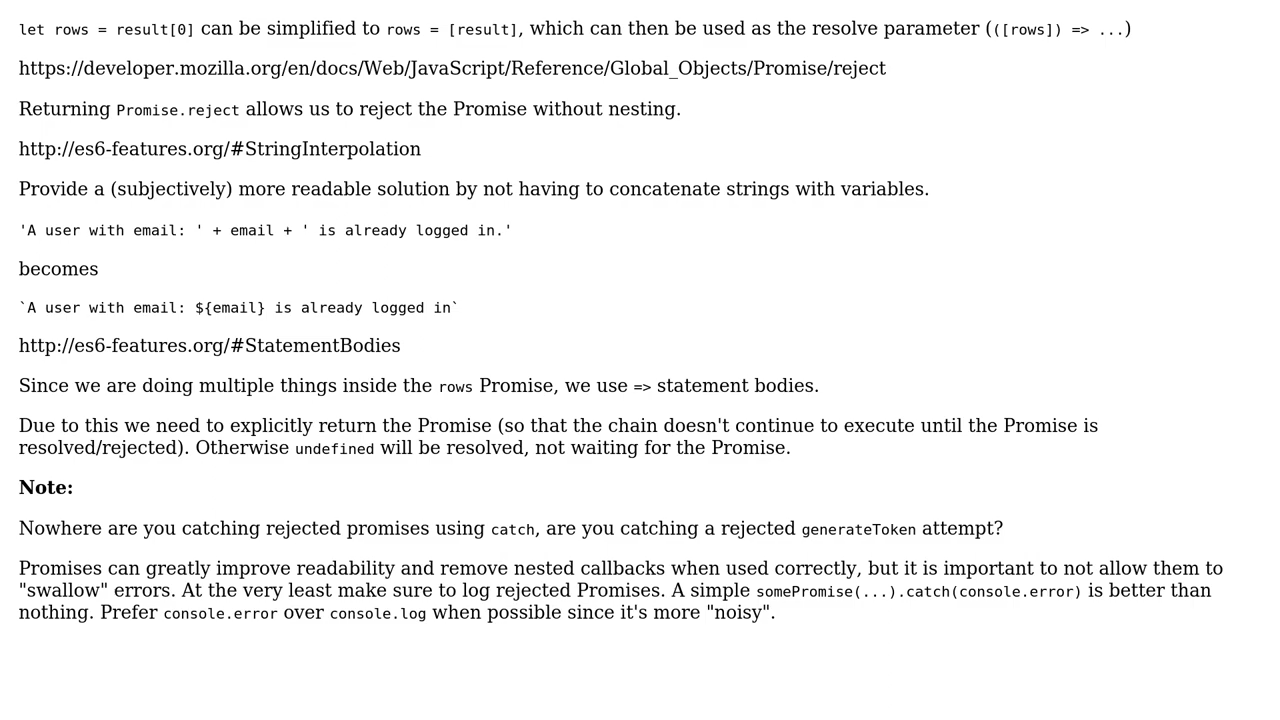 let rows = result[0] can be simplified to rows = [result], which can then be used as the resolve parameter (([rows]) => ...)
https://developer.mozilla.org/en/docs/Web/JavaScript/Reference/Global_Objects/Promise/reject
Returning Promise.reject allows us to reject the Promise without nesting.
http://es6-features.org/#StringInterpolation
Provide a (subjectively) more readable solution by not having to concatenate strings with variables.
'A user with email: ' + email + ' is already logged in.'
becomes
`A user with email: ${email} is already logged in`
http://es6-features.org/#StatementBodies
Since we are doing multiple things inside the rows Promise, we use => statement bodies.
Due to this we need to explicitly return the Promise (so that the chain doesn't continue to execute until the Promise is
resolved/rejected). Otherwise undefined will be resolved, not waiting for the Promise.
Note:
Nowhere are you catching rejected promises using catch, are you catching a rejected generateToken attempt?
Promises can greatly improve readability and remove nested callbacks when used correctly, but it is important to not allow them to
"swallow" errors. At the very least make sure to log rejected Promises. A simple somePromise(...).catch(console.error) is better than
nothing. Prefer console.error over console.log when possible since it's more "noisy".